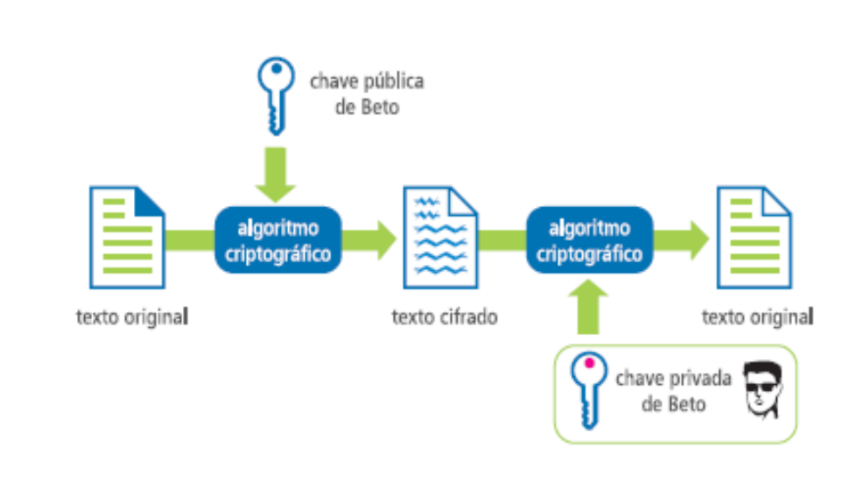 chave pública
de Beto
algoritmo
criptográfico
algoritmo
criptográfico
texto original
texto cifrado
texto original
chave privada
de Beto